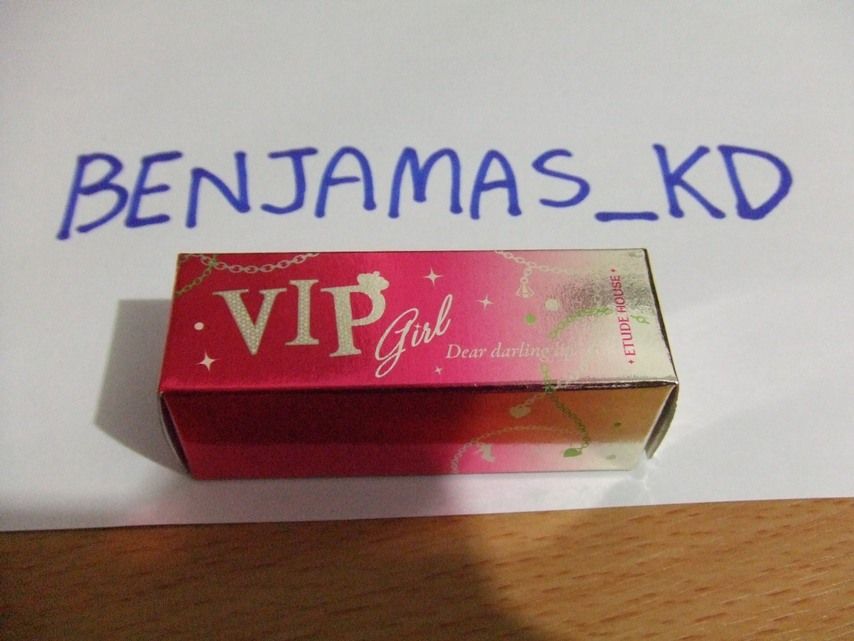 BENJAMAS_KD
VIP
Girl
Dear darling
ETUDE HOUSE